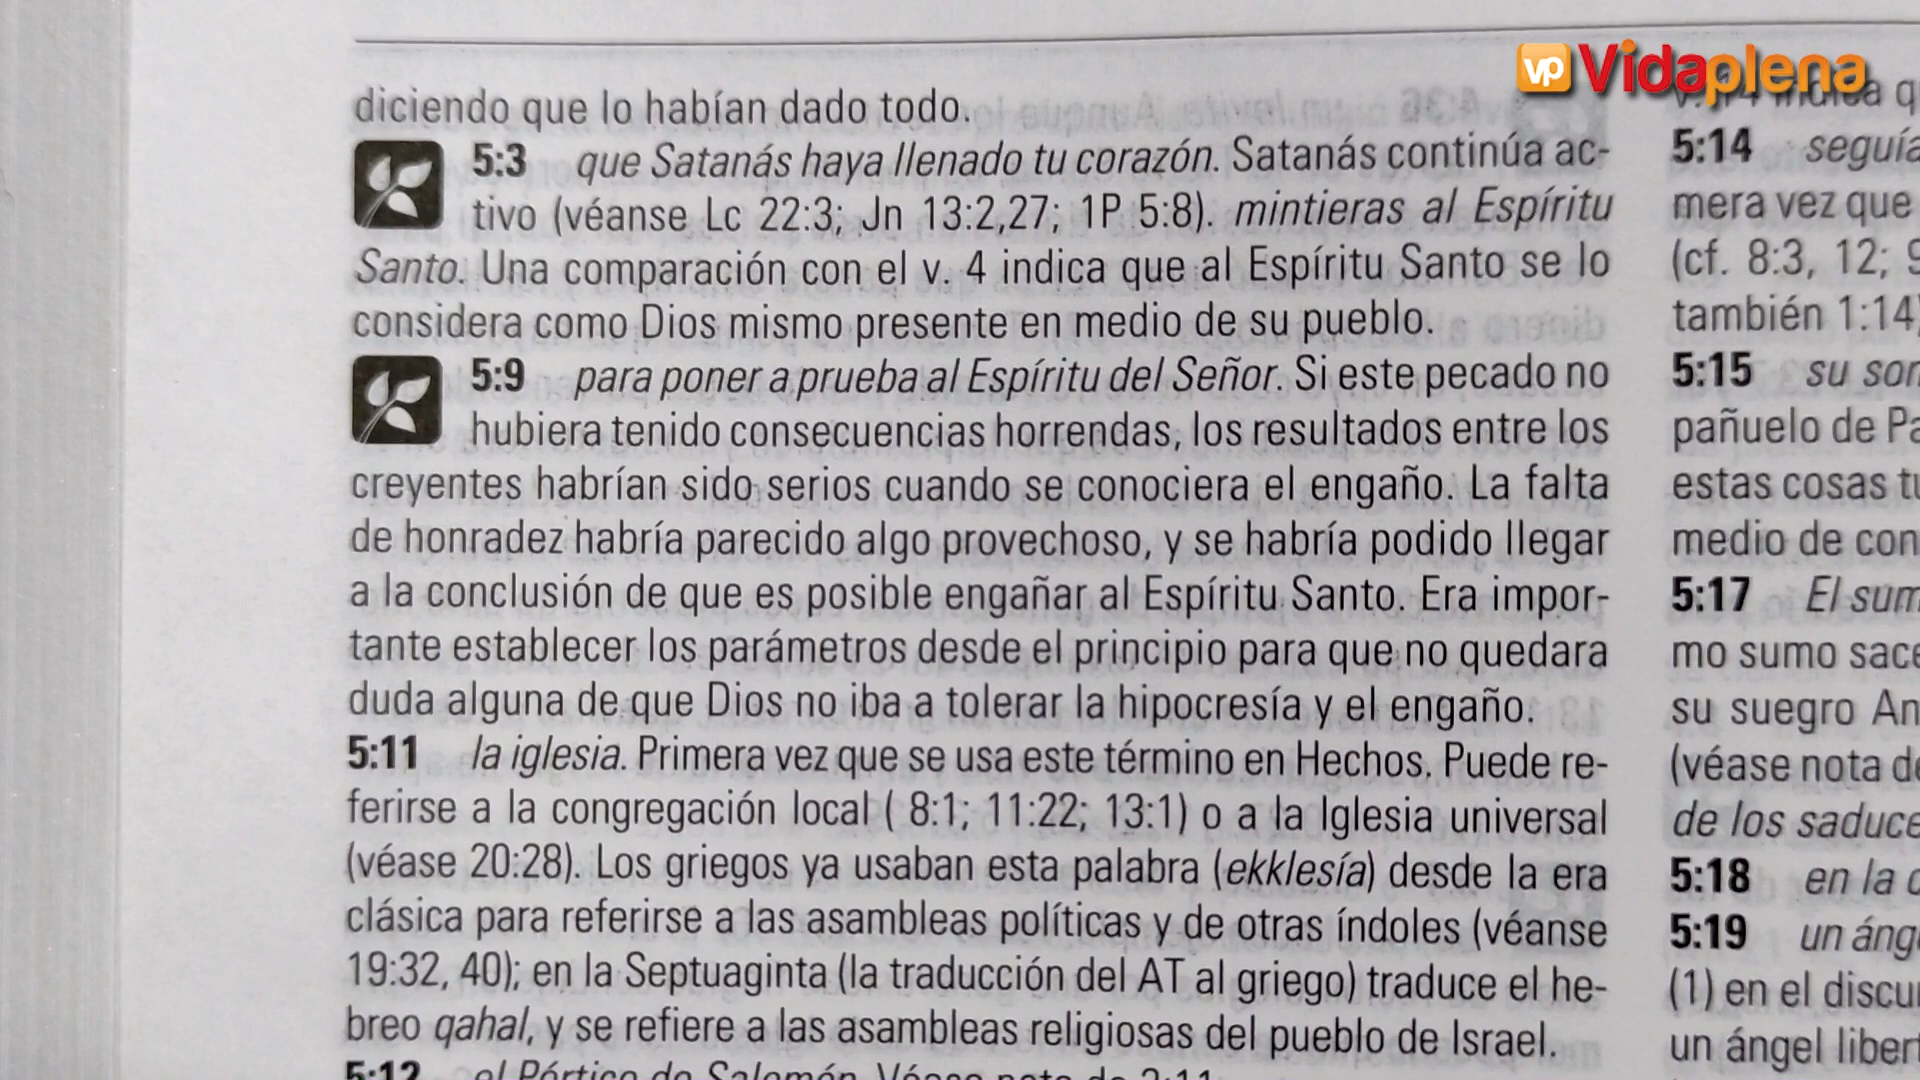 vp Vidaplena
diciendo que lo habían dado todo.
5:3 que Satanás haya llenado tu corazón. Satanás continúa ac-
tivo (véanse Lc 22:3; Jn 13:2,27; 1P 5:8). mintieras al Espíritu
Santo. Una comparación con el v. 4 indica que al Espíritu Santo se lo
considera como Dios mismo presente en medio de su pueblo.
5:9 para poner a prueba al Espíritu del Señor. Si este pecado no
hubiera tenido consecuencias horrendas, los resultados entre los
creyentes habrían sido serios cuando se conociera el engaño. La falta
de honradez habría parecido algo provechoso, y se habría podido llegar
a la conclusión de que es posible engañar al Espíritu Santo. Era impor-
tante establecer los parámetros desde el principio para que no quedara
duda alguna de que Dios no iba a tolerar la hipocresía y el engaño.
5:11 la iglesia. Primera vez que se usa este término en Hechos. Puede re-
ferirse a la congregación local ( 8:1; 11:22; 13:1) o a la Iglesia universal
(véase 20:28). Los griegos ya usaban esta palabra (ekklesía) desde la era
clásica para referirse a las asambleas políticas y de otras índoles (véanse
19:32, 40); en la Septuaginta (la traducción del AT al griego) traduce el he-
breo qahal, y se refiere a las asambleas religiosas del pueblo de Israel.
5:12 el Pórtico de Salomón. Véase nota de 3:11.
5:14 seguía
mera vez que
(cf. 8:3, 12;
también 1:14)
5:15 su
pañuelo de
estas cosas
medio de
5:17 El
mo sumo
su suegro
(véase nota
de los
5:18 en la
5:19 un
(1) en el
un ángel